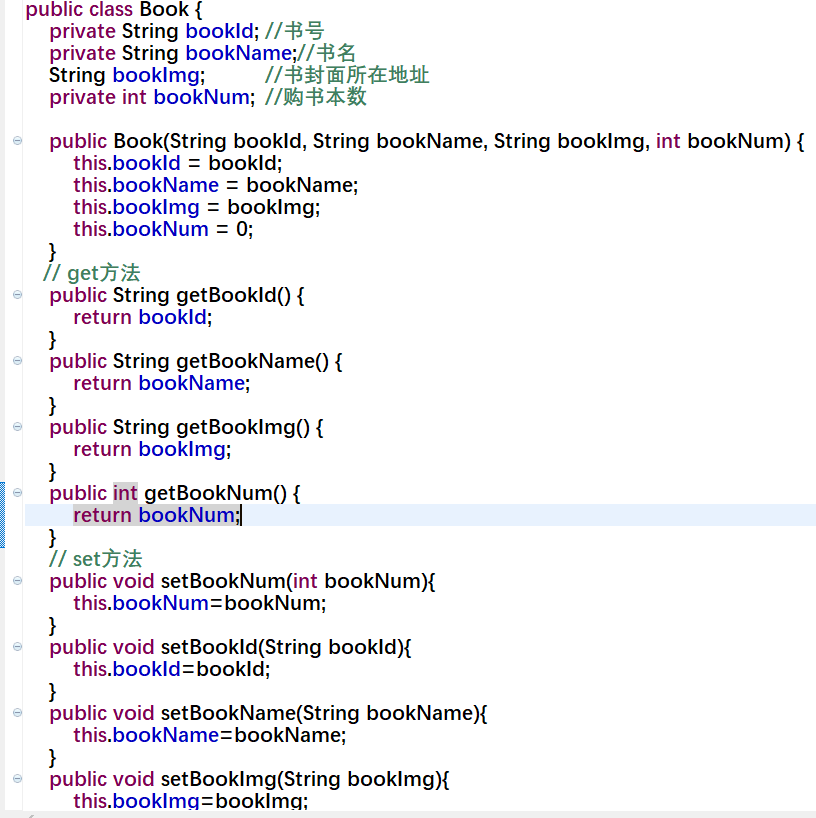 public class Book {
private String bookId; //书号
private String bookName;//书名
String bookImg; //书封面所在地址
private int bookNum; //购书本数
public Book(String bookId, String bookName, String bookImg, int bookNum) {
this.bookId = bookId;
this.bookName = bookName;
this.bookImg = bookImg;
this.bookNum = 0;
}
// get方法
public String getBookId() {
return bookId;
}
public String getBookName() {
return bookName;
}
public String getBookImg() {
return bookImg;
}
public int getBookNum() {
return bookNum;
}
// set方法
public void setBookNum(int bookNum){
this.bookNum=bookNum;
}
public void setBookId(String bookId){
this.bookId=bookId;
}
public void setBookName(String bookName){
this.bookName=bookName;
}
public void setBookImg(String bookImg){
this.bookImg=bookImg;